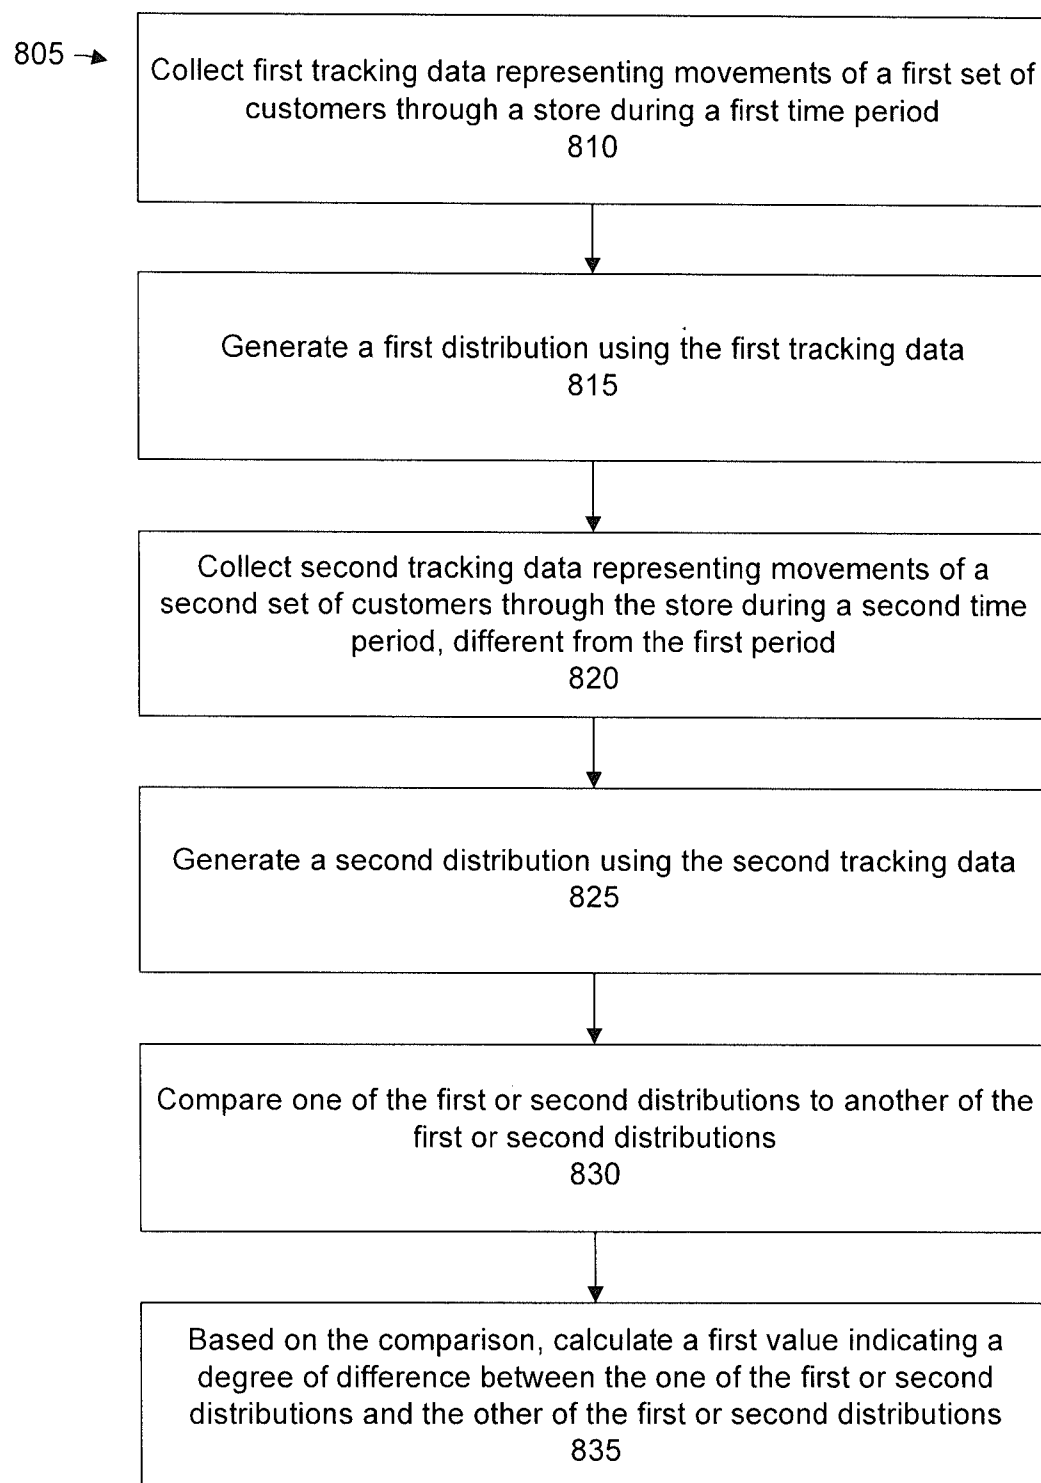 805
Collect first tracking data representing movements of a first set of
customers through a store during a first time period
810
Generate a first distribution using the first tracking data
815
Collect second tracking data representing movements of a
second set of customers through the store during a second time
period, different from the first period
820
Generate a second distribution using the second tracking data
825
Compare one of the first or second distributions to another of the
first or second distributions
830
Based on the comparison, calculate a first value indicating a
degree of difference between the one of the first or second
distributions and the other of the first or second distributions
835